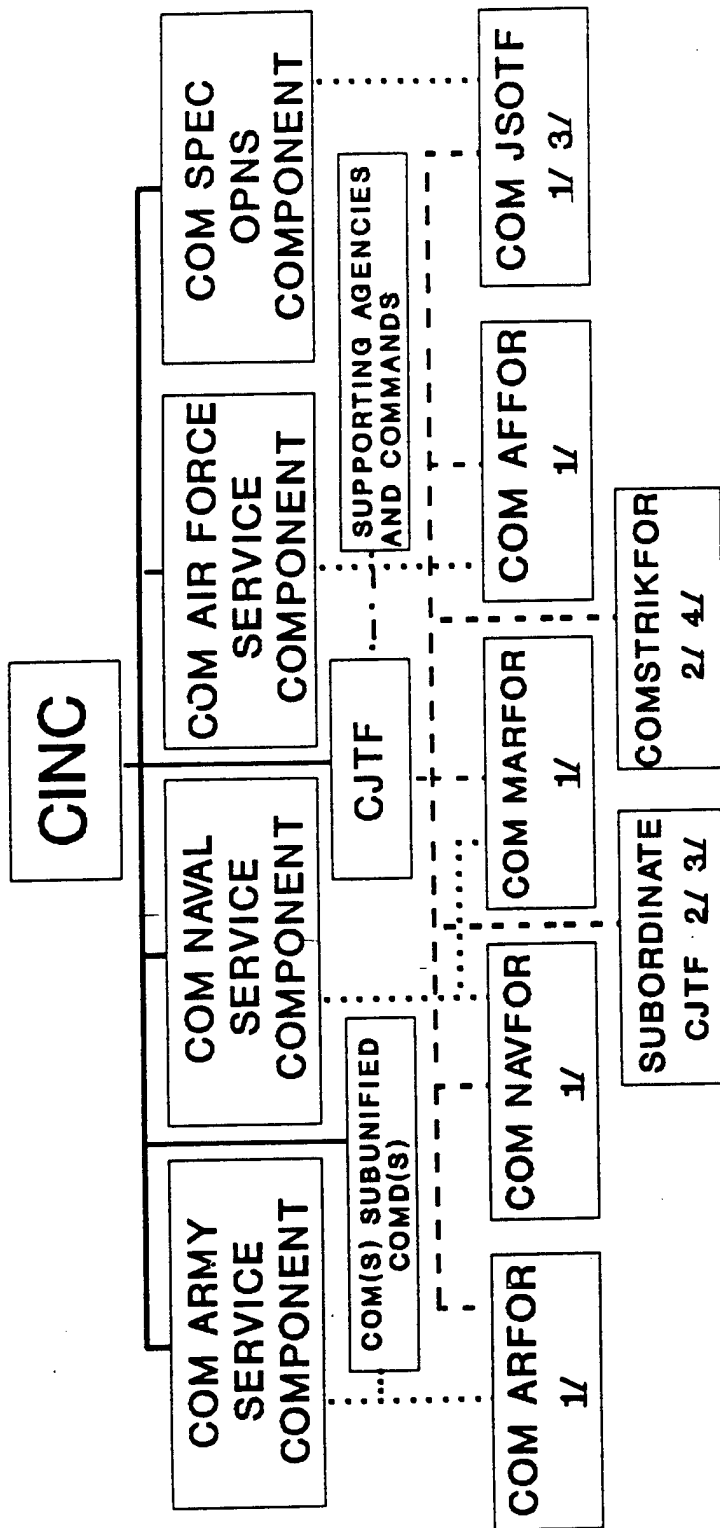 CINC
COM ARMY
SERVICE
COMPONENT
COM NAVAL
SERVICE
COMPONENT
COM AIR FORCE
SERVICE
COMPONENT
COM SPEC
OPNS
COMPONENT
COM(S) SUBUNIFIED
COMD(S)
CJTF
SUPPORTING AGENCIES
AND COMMANDS
COM ARFOR
1/
COM NAVFOR
1/
COM MARFOR
1/
COM AFFOR
1/
COM JSOTF
1/ 3/
SUBORDINATE
CJTF 2/ 3/
COMSTRIKFOR
2/ 4/